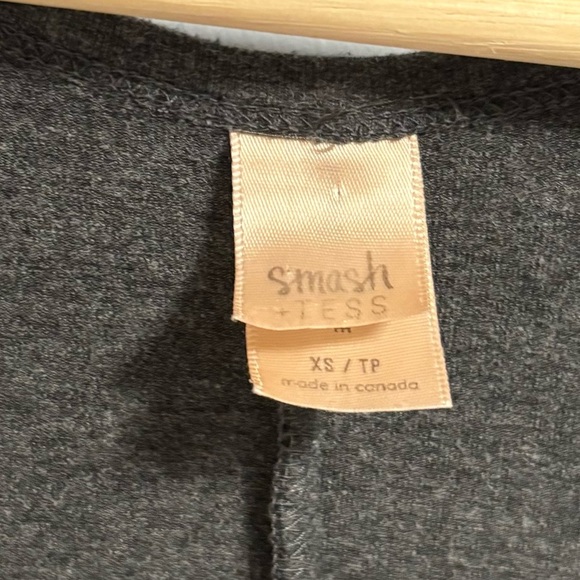 smash
+ TESS
XS / TP
made in canada